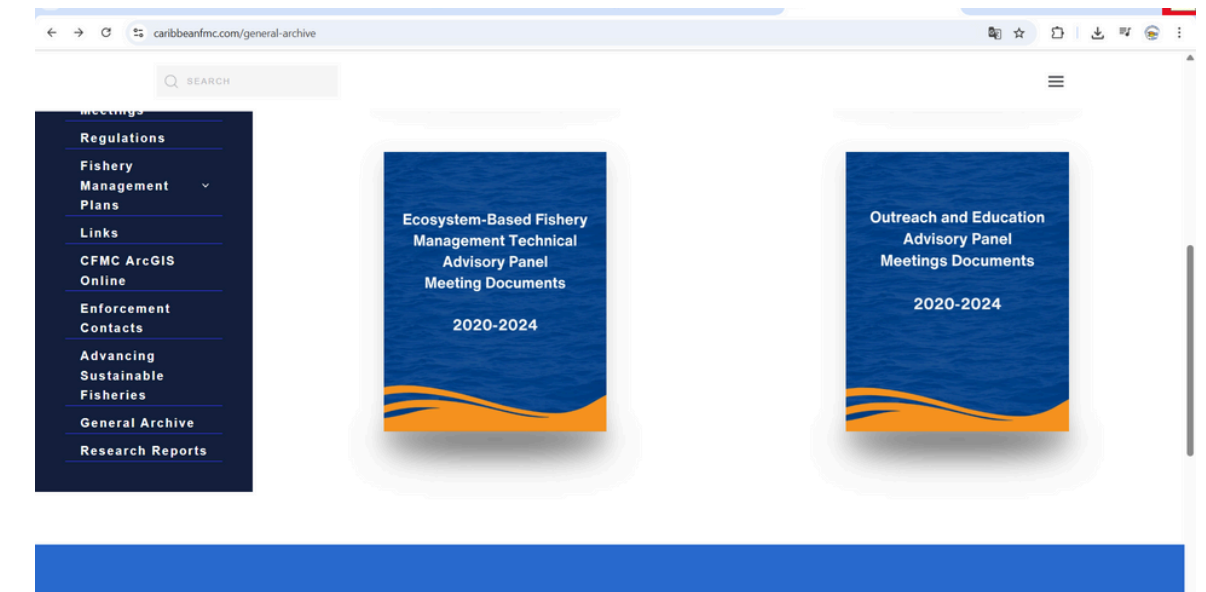 caribbeanfmc.com/general-archive
SEARCH
Meetings
Regulations
Fishery
Management
Plans
Links
CFMC ArcGIS
Online
Enforcement
Contacts
Advancing
Sustainable
Fisheries
General Archive
Research Reports
Ecosystem-Based Fishery
Management Technical
Advisory Panel
Meeting Documents
2020-2024
Outreach and Education
Advisory Panel
Meetings Documents
2020-2024